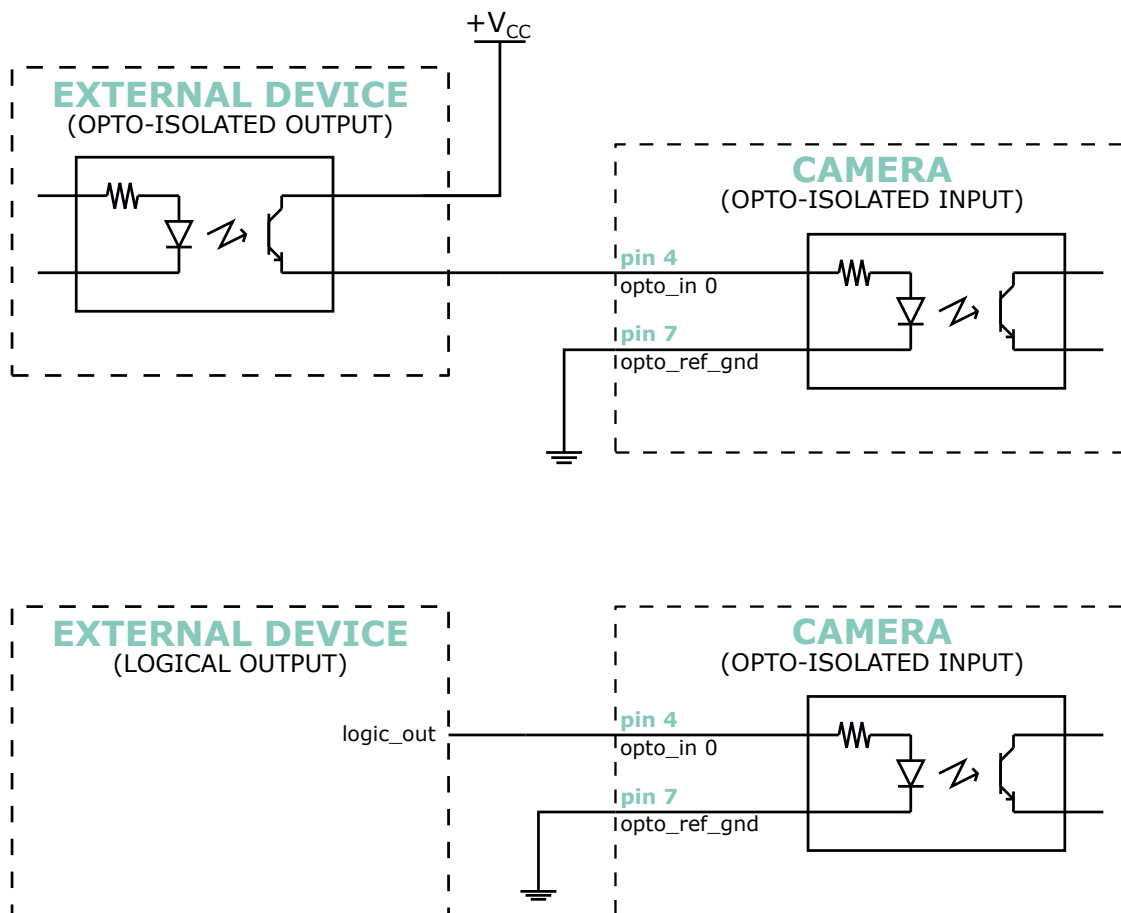 +VCC
EXTERNAL DEVICE
(OPTO-ISOLATED OUTPUT)
CAMERA
(OPTO-ISOLATED INPUT)
pin 4
opto_in 0
pin 7
opto_ref_gnd
EXTERNAL DEVICE
(LOGICAL OUTPUT)
logic_out
CAMERA
(OPTO-ISOLATED INPUT)
pin 4
opto_in 0
pin 7
opto_ref_gnd